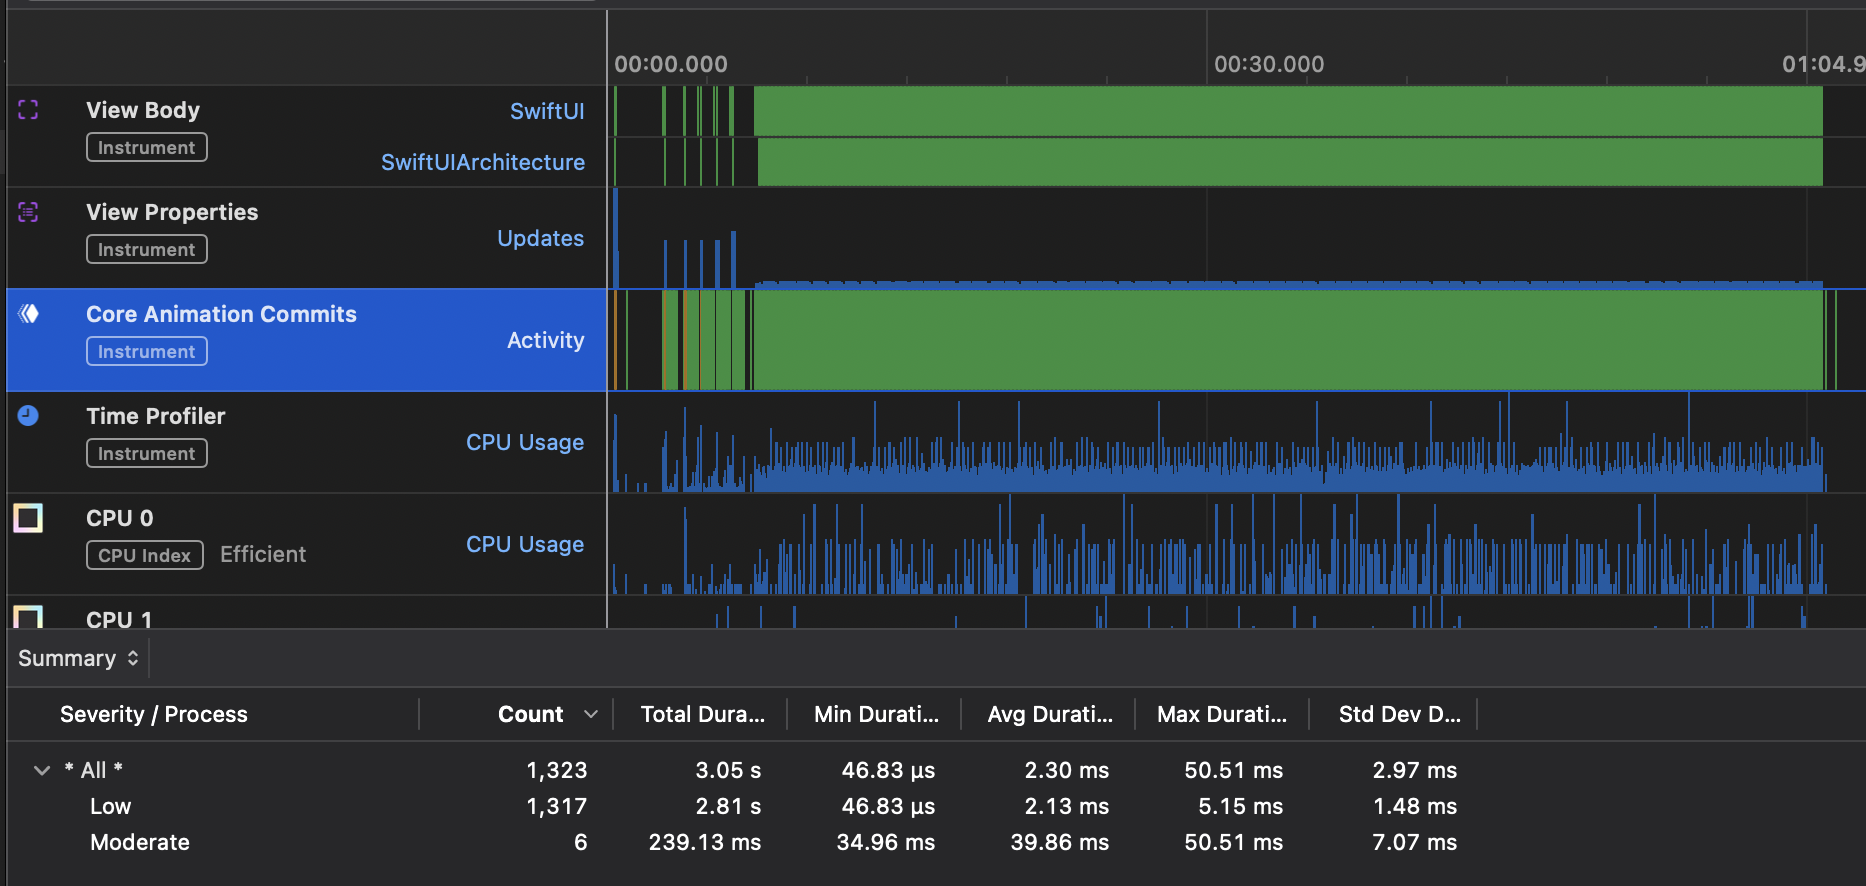 00:00.000 00:30.000 01:04.9
View Body SwiftUI
Instrument
SwiftUIArchitecture
View Properties
Updates
Instrument
Core Animation Commits
Activity
Instrument
Time Profiler
CPU Usage
Instrument
CPU 0
CPU Usage
CPU Index Efficient
CPU 1
Summary
Severity / Process Count Total Dura... Min Durati... Avg Durati... Max Durati... Std Dev D...
* All * 1,323 3.05 s 46.83 µs 2.30 ms 50.51 ms 2.97 ms
Low 1,317 2.81 s 46.83 µs 2.13 ms 5.15 ms 1.48 ms
Moderate 6 239.13 ms 34.96 ms 39.86 ms 50.51 ms 7.07 ms